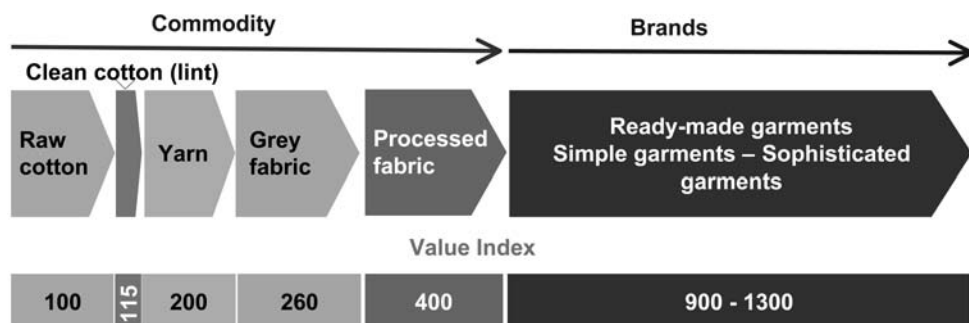 Commodity
Brands
Clean cotton (lint)
Raw
cotton
Yarn
Grey
fabric
Processed
fabric
Ready-made garments
Simple garments – Sophisticated
garments
Value Index
100
115
200
260
400
900 - 1300